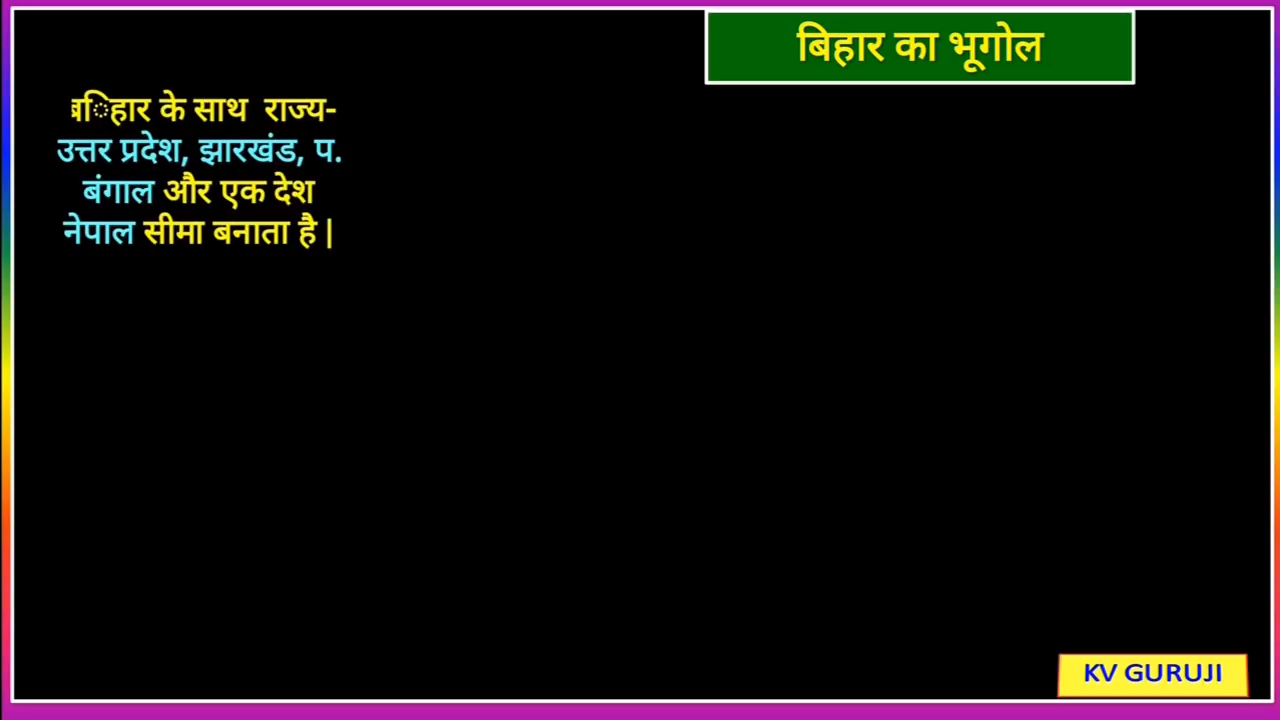 बिहार का भूगोल
बिहार के साथ राज्य-
उत्तर प्रदेश, झारखंड, प.
बंगाल और एक देश
नेपाल सीमा बनाता है |
KV GURUJI